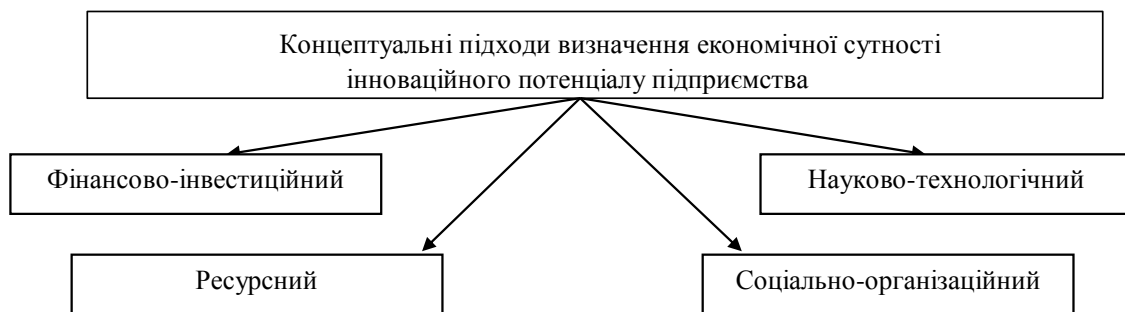 Концептуальні підходи визначення економічної сутності
інноваційного потенціалу підприємства
Фінансово-інвестиційний
Науково-технологічний
Ресурсний
Соціально-організаційний